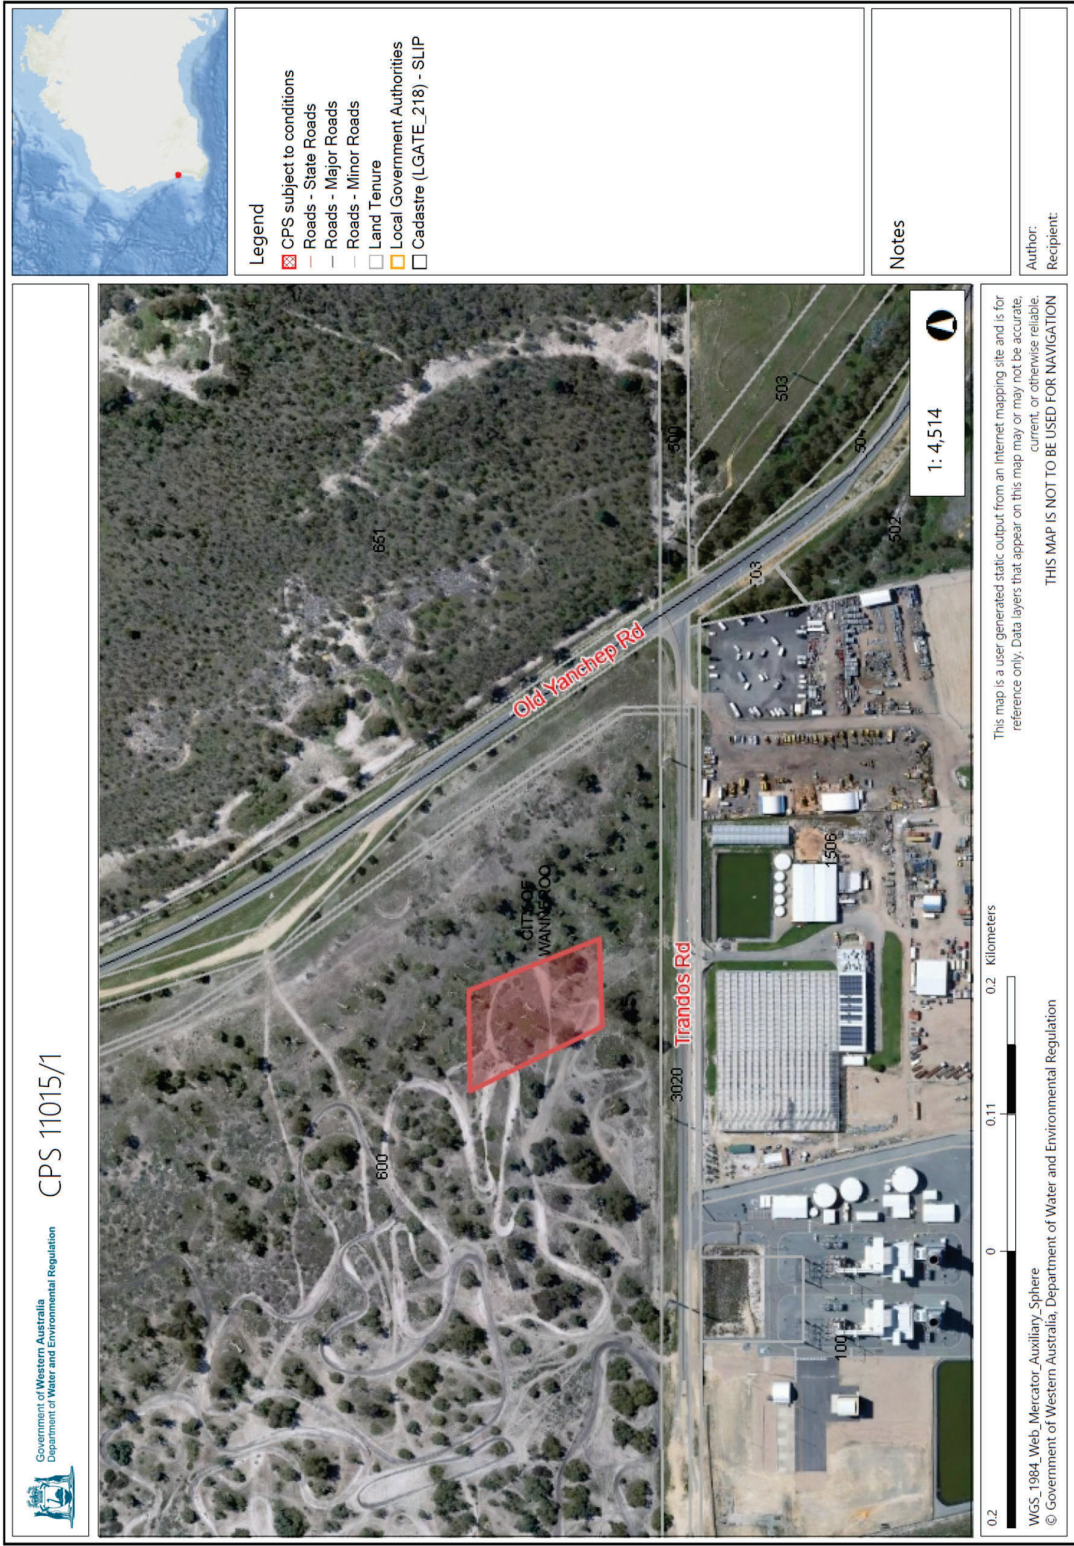 Government of Western Australia
Department of Water and Environmental Regulation
CPS 11015/1
Legend
CPS subject to conditions
Roads - State Roads
Roads - Major Roads
Roads - Minor Roads
Land Tenure
Local Government Authorities
Cadastre (LGATE_218) - SLIP
Notes
Author:
Recipient:
651
Old Yanchep Rd
CITY OF
WANNEROO
600
503
502
Trandos Rd
3020
1506
100
1: 4,514
0.2
0
0.11
0.2
Kilometers
WGS_1984_Web_Mercator_Auxiliary_Sphere
© Government of Western Australia, Department of Water and Environmental Regulation
This map is a user generated static output from an Internet mapping site and is for
reference only. Data layers that appear on this map may or may not be accurate,
current, or otherwise reliable.
THIS MAP IS NOT TO BE USED FOR NAVIGATION